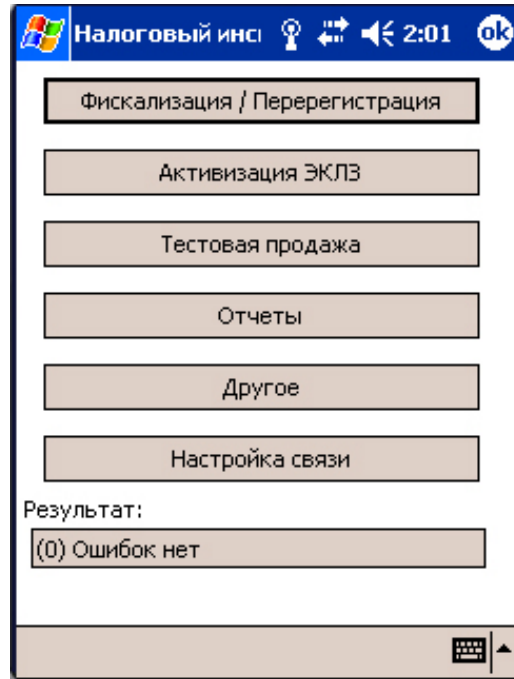 Налоговый инс 2:01 ok
Фискализация / Перерегистрация
Активизация ЭКЛЗ
Тестовая продажа
Отчеты
Другое
Настройка связи
Результат:
(0) Ошибок нет